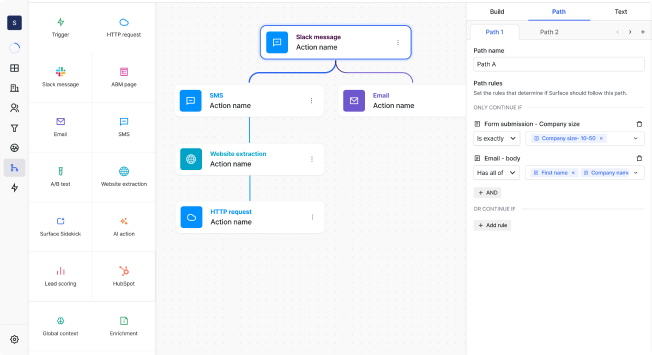 S
Trigger
HTTP request
Slack message
ABM page
Email
SMS
A/B test
Website extraction
Surface Sidekick
AI action
Lead scoring
HubSpot
Global context
Enrichment
Slack message
Action name
SMS
Action name
Email
Action name
Website extraction
Action name
HTTP request
Action name
Build
Path
Text
Path 1
Path 2
Path name
Path A
Path rules
Set the rules that determine if Surface should follow this path.
ONLY CONTINUE IF
Form submission - Company size
Is exactly
Company size- 10-50 ×
Email - body
Has all of
First name ×
Company name
+ AND
OR CONTINUE IF
+ Add rule